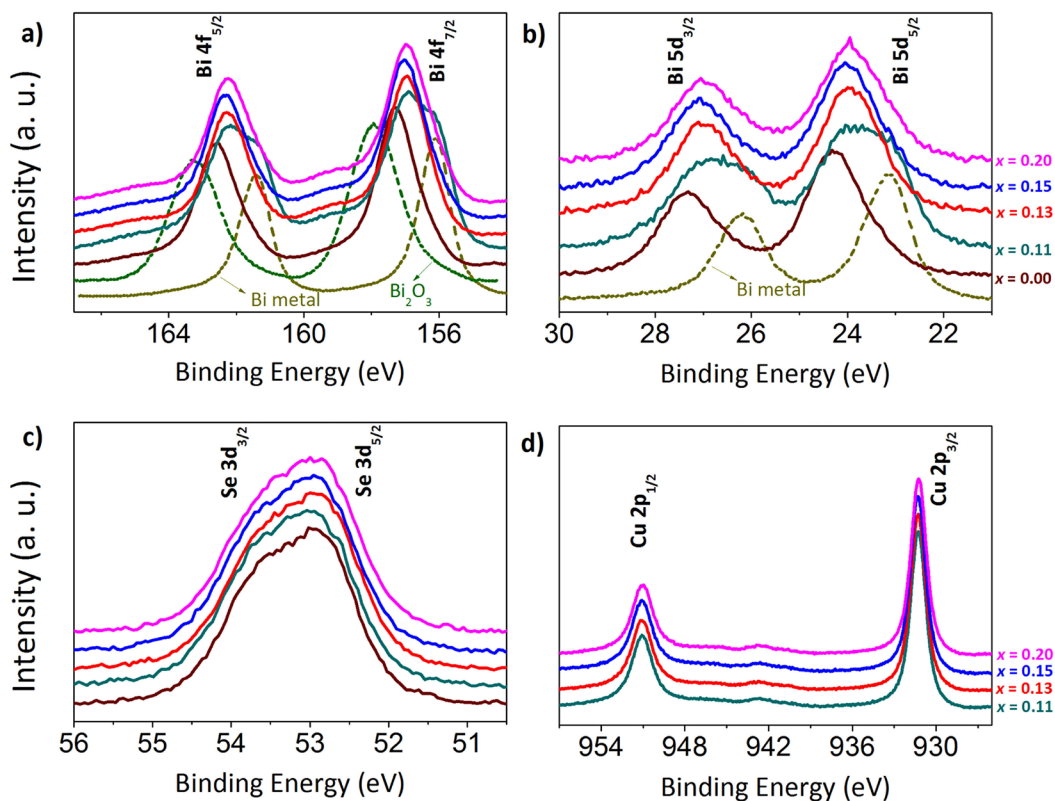 a)
Bi 4f5/2
Bi 4f7/2
Intensity (a. u.)
Bi metal
Bi2O3
164
160
156
Binding Energy (eV)
b)
Bi 5d3/2
Bi 5d5/2
x = 0.20
x = 0.15
x = 0.13
x = 0.11
x = 0.00
Bi metal
30
28
26
24
22
Binding Energy (eV)
c)
Se 3d3/2
Se 3d5/2
Intensity (a. u.)
56
55
54
53
52
51
Binding Energy (eV)
d)
Cu 2p1/2
Cu 2p3/2
x = 0.20
x = 0.15
x = 0.13
x = 0.11
954
948
942
936
930
Binding Energy (eV)